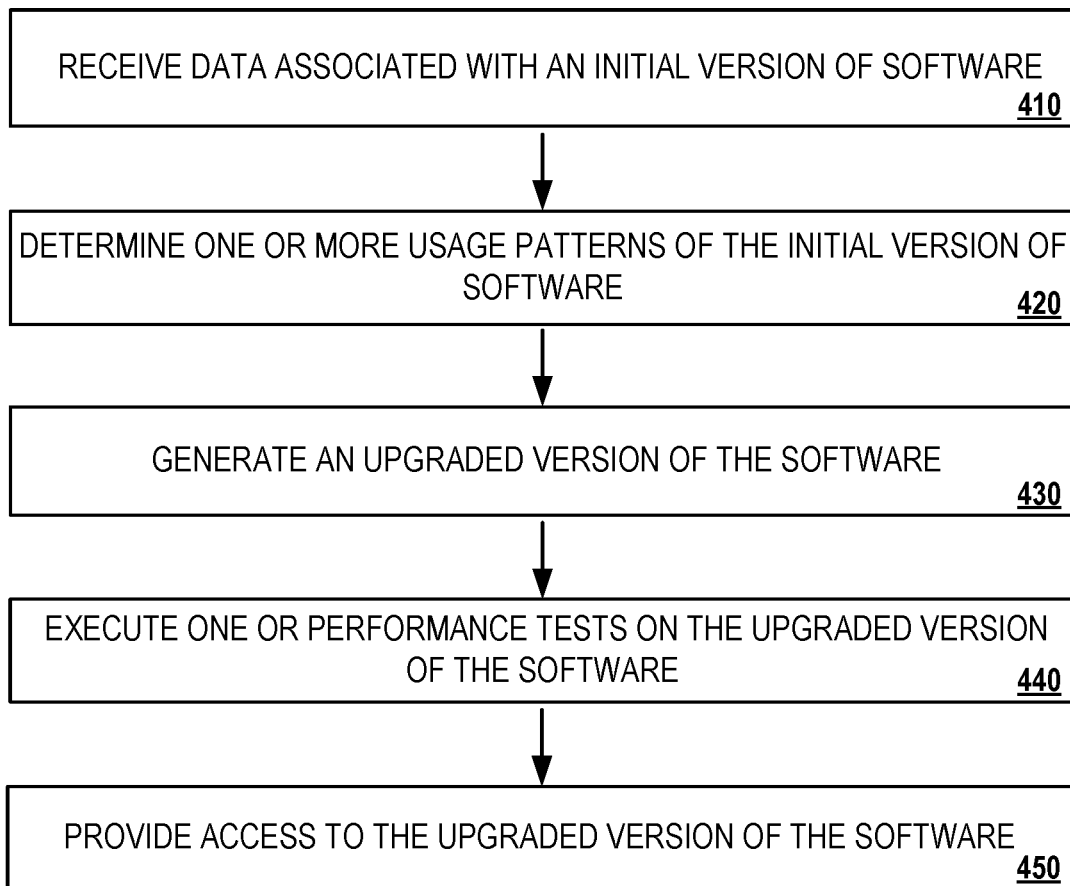 RECEIVE DATA ASSOCIATED WITH AN INITIAL VERSION OF SOFTWARE
410
DETERMINE ONE OR MORE USAGE PATTERNS OF THE INITIAL VERSION OF
SOFTWARE
420
GENERATE AN UPGRADED VERSION OF THE SOFTWARE
430
EXECUTE ONE OR PERFORMANCE TESTS ON THE UPGRADED VERSION
OF THE SOFTWARE
440
PROVIDE ACCESS TO THE UPGRADED VERSION OF THE SOFTWARE
450